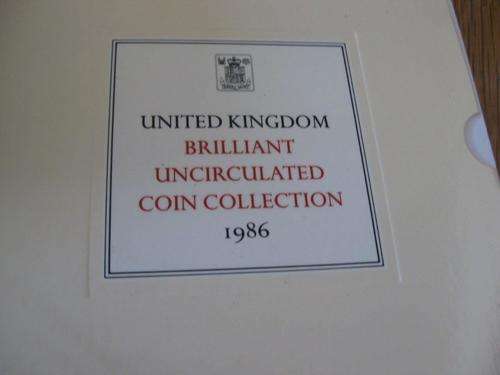 UNITED KINGDOM
BRILLIANT
UNCIRCULATED
COIN COLLECTION
1986